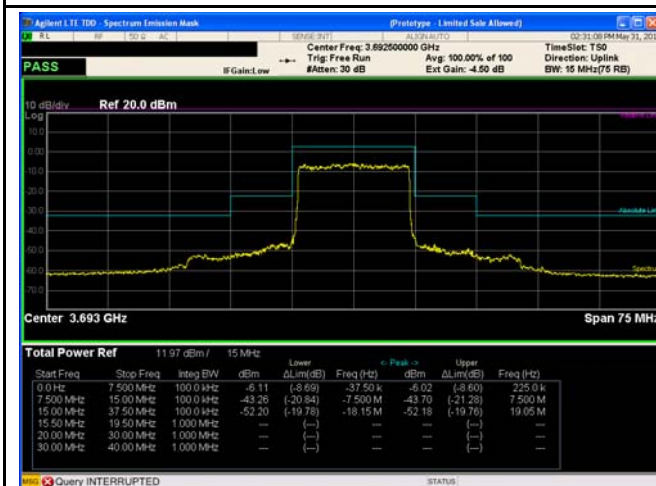 Agilent LTE TDD - Spectrum Emission Mask (Prototype - Limited Sale Allowed)
RL RF 50 Ω AC SENSE:INT ALIGN AUTO 02:31:08 PM May 31, 201
Center Freq: 3.692500000 GHz TimeSlot: TS0
PASS Trig: Free Run Avg: 100.00% of 100 Direction: Uplink
IFGain:Low #Atten: 30 dB Ext Gain: -4.50 dB BW: 15 MHz(75 RB)
10 dB/div Ref 20.0 dBm
Log
10.0
0.00
-10.0
-20.0
-30.0
Absolute Lim
-40.0
-50.0
-60.0
Spectru
-70.0
Center 3.693 GHz Span 75 MHz
Total Power Ref 11.97 dBm / 15 MHz
Lower <- Peak -> Upper
Start Freq Stop Freq Integ BW dBm ΔLim(dB) Freq (Hz) dBm ΔLim(dB) Freq (Hz)
0.0 Hz 7.500 MHz 100.0 kHz -6.11 (-8.69) -37.50 k -6.02 (-8.60) 225.0 k
7.500 MHz 15.00 MHz 100.0 kHz -43.26 (-20.84) -7.500 M -43.70 (-21.28) 7.500 M
15.00 MHz 37.50 MHz 100.0 kHz -52.20 (-19.78) -18.15 M -52.18 (-19.76) 19.05 M
15.50 MHz 19.50 MHz 1.000 MHz --- (---) --- --- (---) ---
20.00 MHz 30.00 MHz 1.000 MHz --- (---) --- --- (---) ---
30.00 MHz 40.00 MHz 1.000 MHz --- (---) --- --- (---) ---
MSG Query INTERRUPTED STATUS